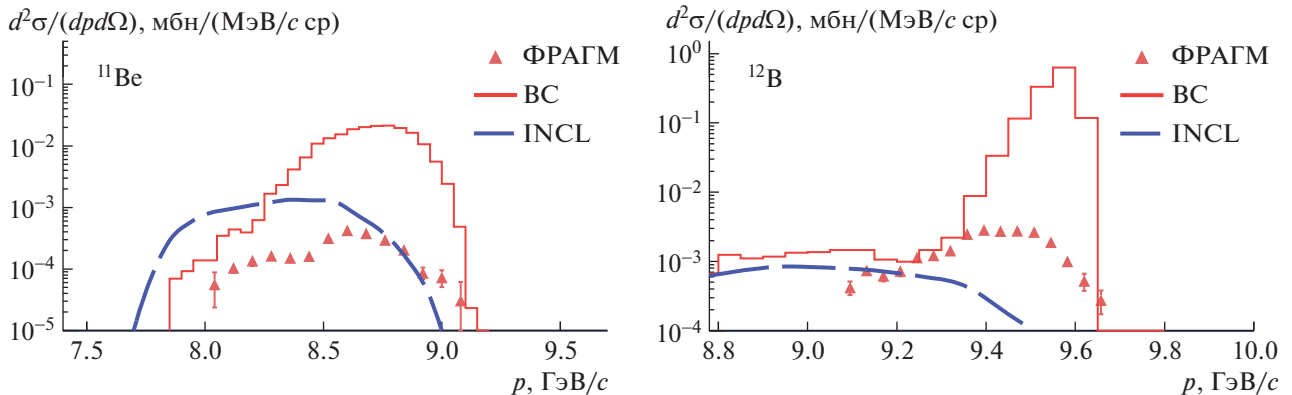 d²σ/(dpdΩ), мбн/(МэВ/c ср)
¹¹Be
ФРАГМ
BC
INCL
10⁻¹
10⁻²
10⁻³
10⁻⁴
10⁻⁵
7.5 8.0 8.5 9.0 9.5
p, ГэВ/c
d²σ/(dpdΩ), мбн/(МэВ/c ср)
¹²B
ФРАГМ
BC
INCL
10⁰
10⁻¹
10⁻²
10⁻³
10⁻⁴
8.8 9.0 9.2 9.4 9.6 9.8 10.0
p, ГэВ/c